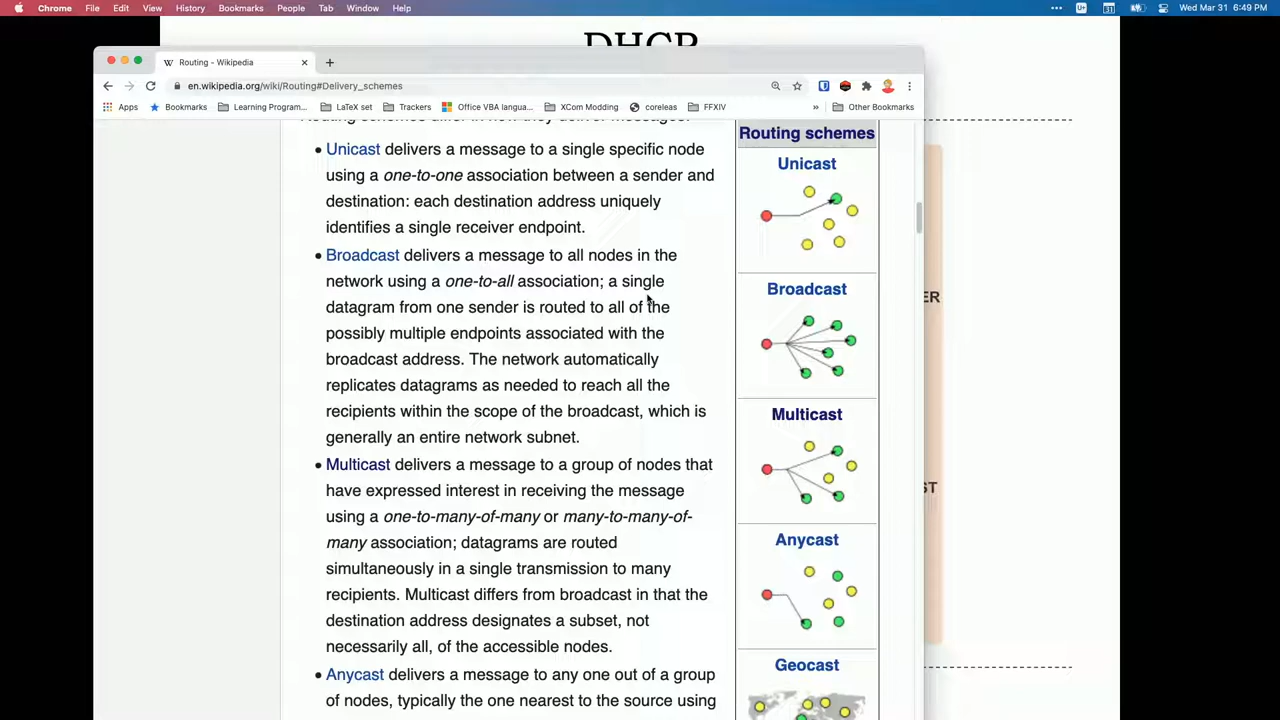 Chrome File Edit View History Bookmarks People Tab Window Help
Wed Mar 31 6:49 PM
DHCP
Routing - Wikipedia
en.wikipedia.org/wiki/Routing#Delivery_schemes
Apps Bookmarks Learning Program... LaTeX set Trackers Office VBA langua... XCom Modding coreleas FFXIV » Other Bookmarks
Routing schemes differ in how they deliver messages:
• Unicast delivers a message to a single specific node
using a one-to-one association between a sender and
destination: each destination address uniquely
identifies a single receiver endpoint.
• Broadcast delivers a message to all nodes in the
network using a one-to-all association; a single
datagram from one sender is routed to all of the
possibly multiple endpoints associated with the
broadcast address. The network automatically
replicates datagrams as needed to reach all the
recipients within the scope of the broadcast, which is
generally an entire network subnet.
• Multicast delivers a message to a group of nodes that
have expressed interest in receiving the message
using a one-to-many-of-many or many-to-many-of-
many association; datagrams are routed
simultaneously in a single transmission to many
recipients. Multicast differs from broadcast in that the
destination address designates a subset, not
necessarily all, of the accessible nodes.
• Anycast delivers a message to any one out of a group
of nodes, typically the one nearest to the source using
Routing schemes
Unicast
Broadcast
Multicast
Anycast
Geocast
ER
ST